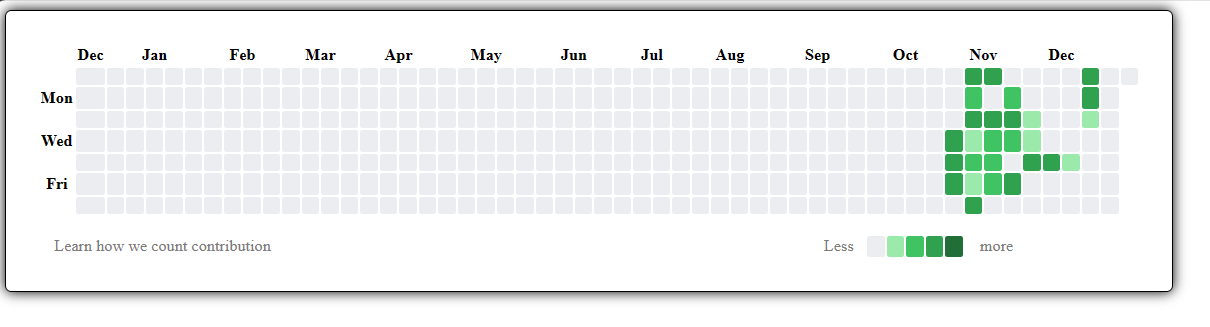 Dec Jan Feb Mar Apr May Jun Jul Aug Sep Oct Nov Dec
Mon
Wed
Fri
Learn how we count contribution Less more